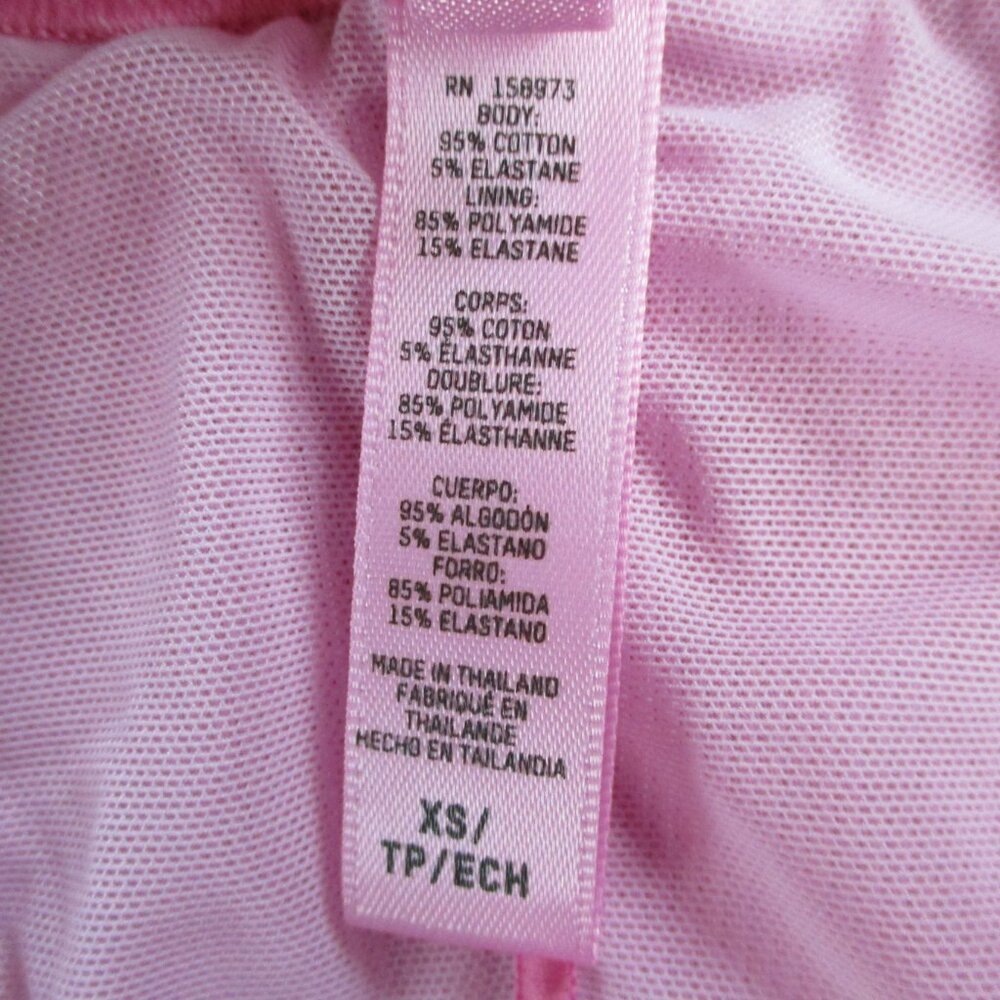 RN 158973
BODY:
95% COTTON
5% ELASTANE
LINING:
85% POLYAMIDE
15% ELASTANE
CORPS:
95% COTON
5% ÉLASTHANNE
DOUBLURE:
85% POLYAMIDE
15% ÉLASTHANNE
CUERPO:
95% ALGODÓN
5% ELASTANO
FORRO:
85% POLIAMIDA
15% ELASTANO
MADE IN THAILAND
FABRIQUÉ EN
THAILANDE
HECHO EN TAILANDIA
XS/
TP/ECH